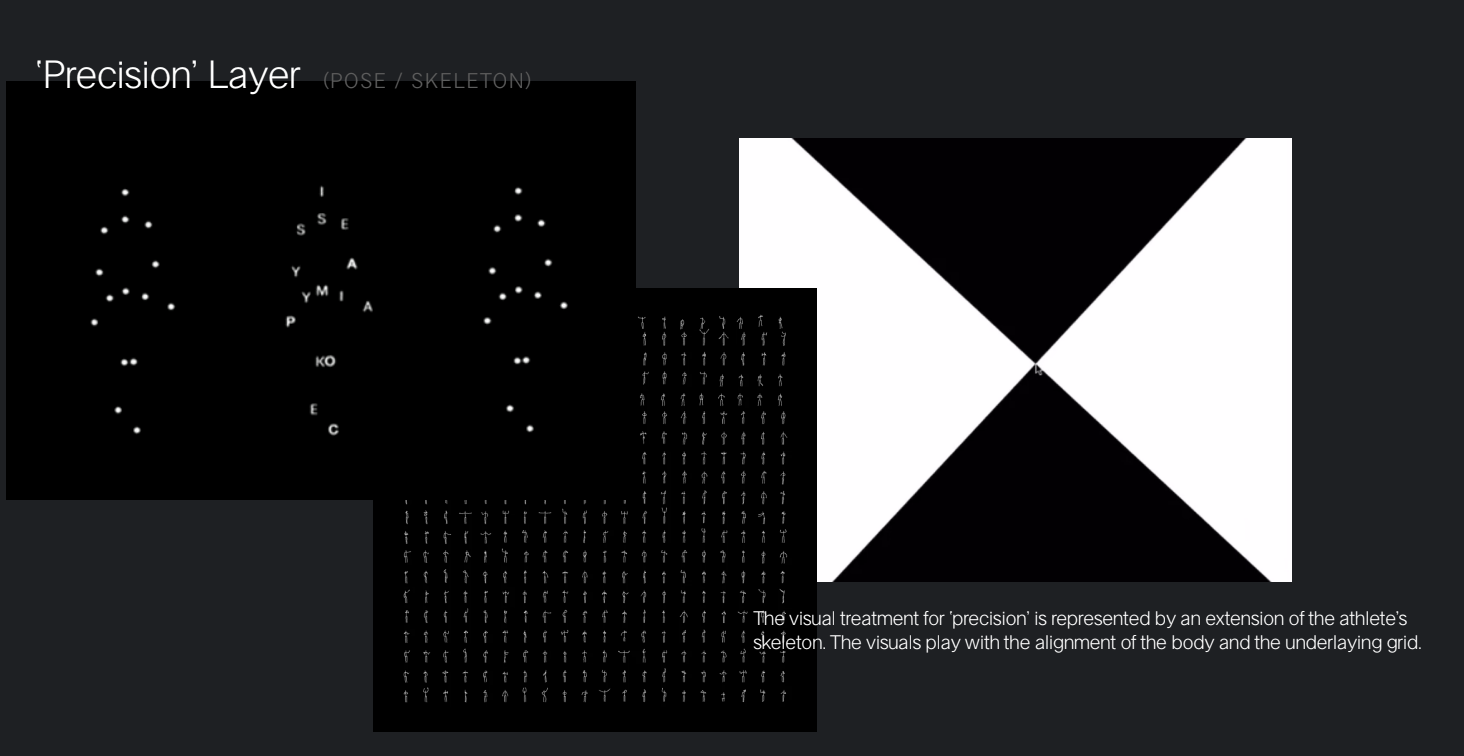 ‘Precision’ Layer (POSE / SKELETON)
I
S S E
Y A
Y M I A
P
KO
E
C
The visual treatment for ‘precision’ is represented by an extension of the athlete’s
skeleton. The visuals play with the alignment of the body and the underlaying grid.